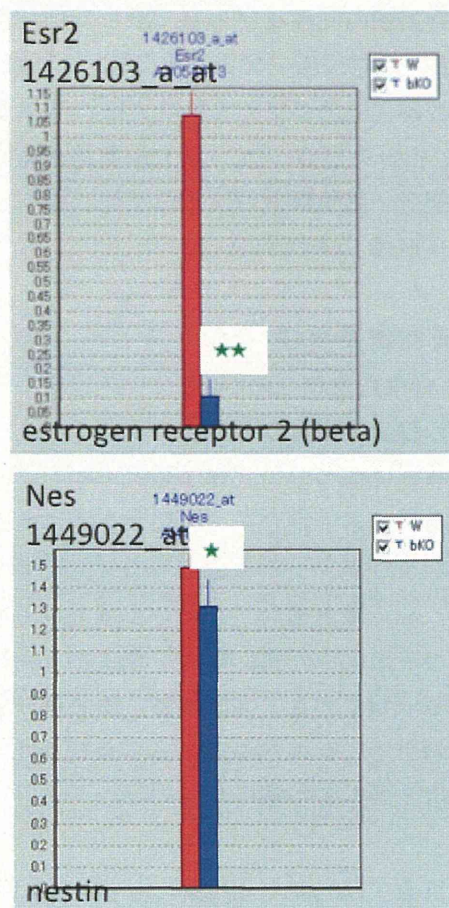 Esr2
1426103_a_at
Esr2
1426103_a_at
W
bKO
1.15
1.1
1.05
1
0.95
0.9
0.85
0.8
0.75
0.7
0.65
0.6
0.55
0.5
0.45
0.4
0.35
0.3
0.25
0.2
0.15
0.1
0.05
★★
estrogen receptor 2 (beta)
Nes
1449022_at
Nes
1449022_at
W
bKO
★
1.5
1.4
1.3
1.2
1.1
1
0.9
0.8
0.7
0.6
0.5
0.4
0.3
0.2
0.1
nestin